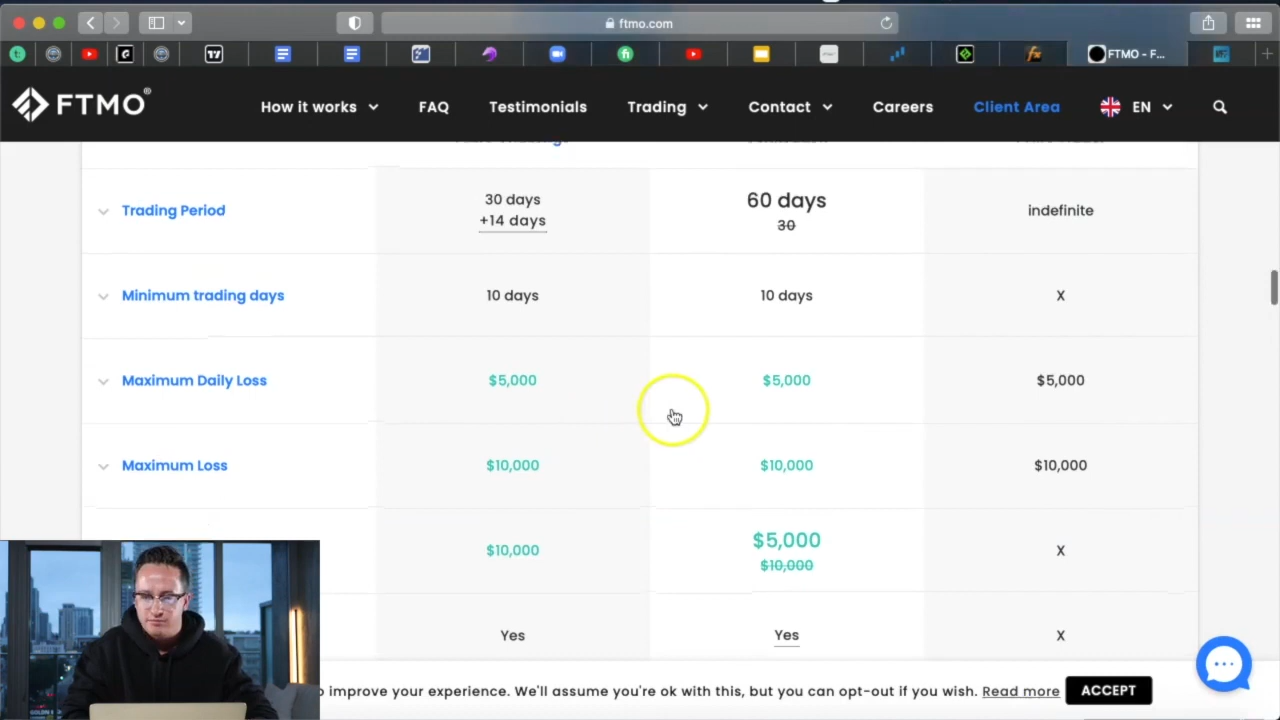 ftmo.com
FTMO - F...
FTMO®
How it works
FAQ
Testimonials
Trading
Contact
Careers
Client Area
EN
Trading Period
30 days
+14 days
60 days
30
indefinite
Minimum trading days
10 days
10 days
X
Maximum Daily Loss
$5,000
$5,000
$5,000
Maximum Loss
$10,000
$10,000
$10,000
$10,000
$5,000
$10,000
X
Yes
Yes
X
to improve your experience. We'll assume you're ok with this, but you can opt-out if you wish. Read more
ACCEPT